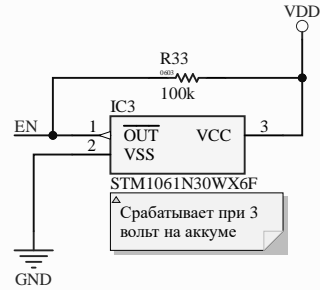 VDD
R33
0603
100k
IC3
EN
1
OUT
VCC
3
2
VSS
STM1061N30WX6F
Срабатывает при 3
вольт на аккуме
GND